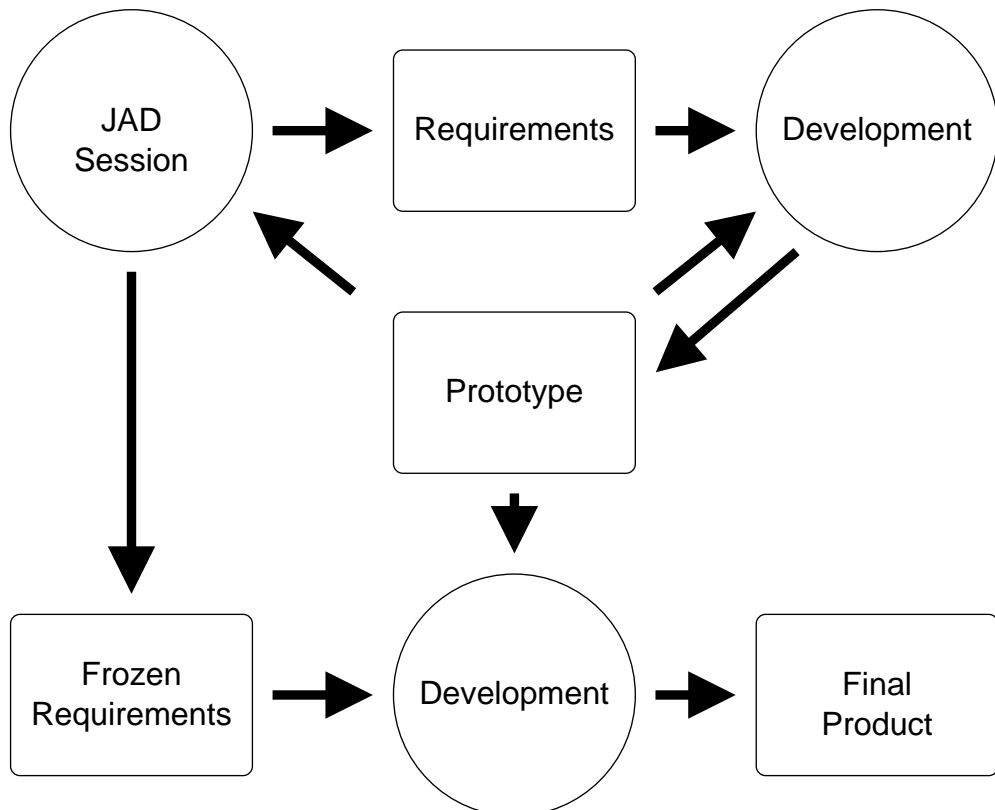 JAD
Session
Requirements
Development
Prototype
Frozen
Requirements
Development
Final
Product